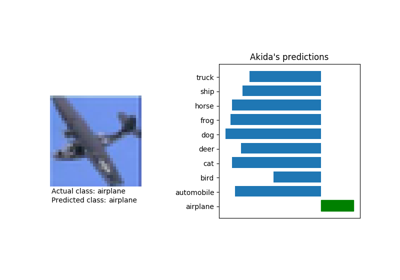 Akida's predictions
truck
ship
horse
frog
dog
deer
cat
bird
automobile
airplane
Actual class: airplane
Predicted class: airplane